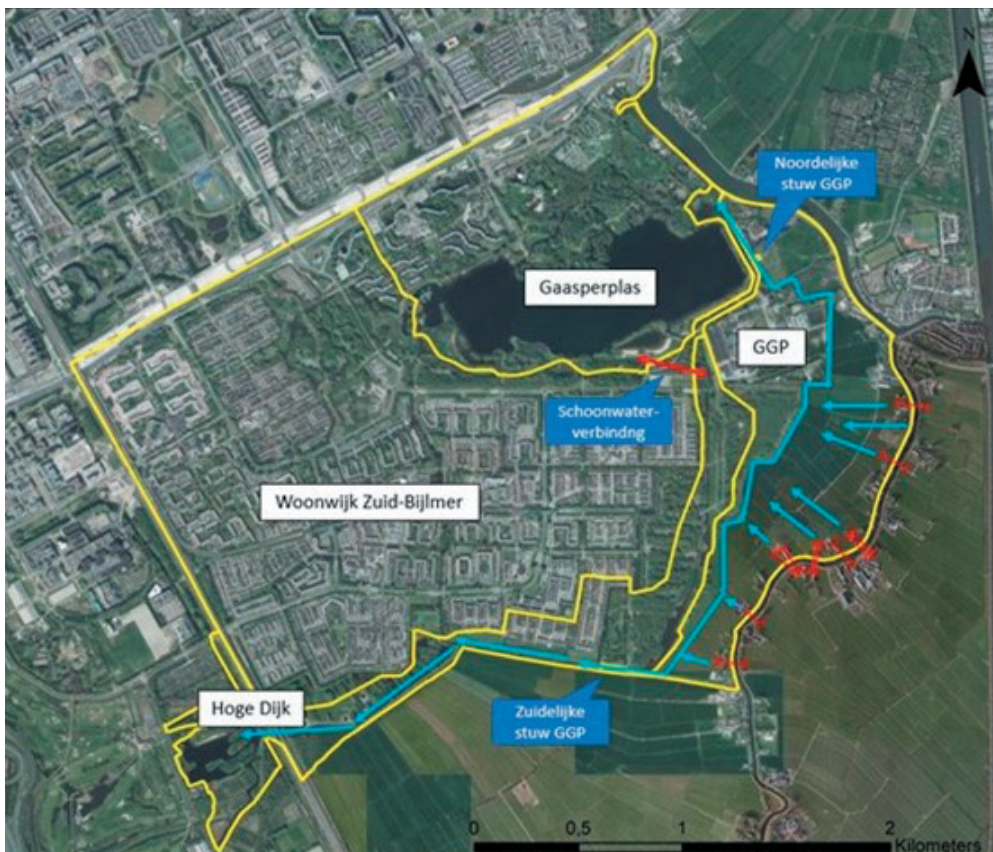 N
Noordelijke
stuw GGP
Gaasperplas
GGP
Schoonwater-
verbindng
Woonwijk Zuid-Bijlmer
Hoge Dijk
Zuidelijke
stuw GGP
0 0,5 1 2
Kilometers